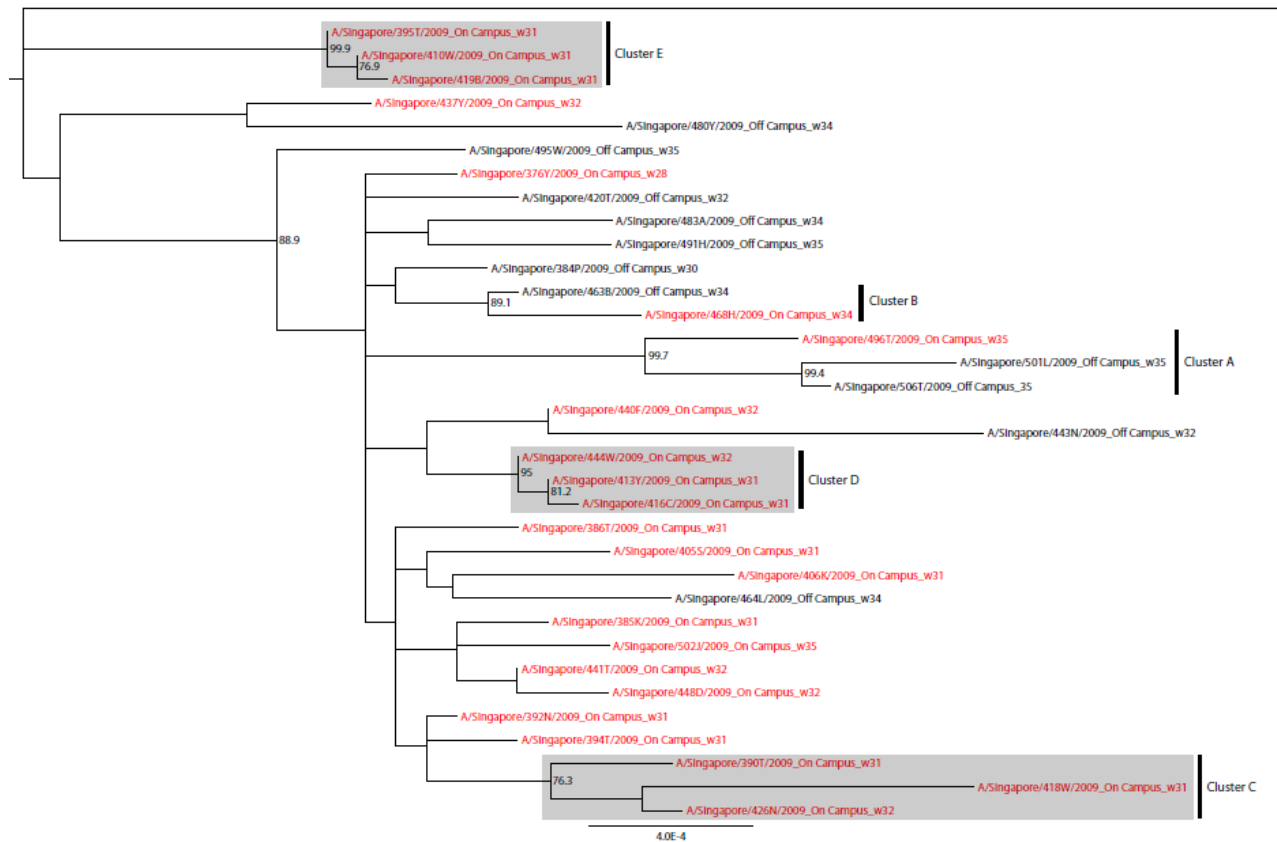 A/Singapore/395T/2009_On Campus_w31
99.9
A/Singapore/410W/2009_On Campus_w31
Cluster E
76.9
A/Singapore/419B/2009_On Campus_w31
A/Singapore/437Y/2009_On Campus_w32
A/Singapore/480Y/2009_Off Campus_w34
A/Singapore/495W/2009_Off Campus_w35
A/Singapore/376Y/2009_On Campus_w28
A/Singapore/420T/2009_Off Campus_w32
A/Singapore/483A/2009_Off Campus_w34
88.9
A/Singapore/491H/2009_Off Campus_w35
A/Singapore/384P/2009_Off Campus_w30
A/Singapore/463B/2009_Off Campus_w34
89.1
Cluster B
A/Singapore/468H/2009_On Campus_w34
A/Singapore/496T/2009_On Campus_w35
99.7
A/Singapore/501L/2009_Off Campus_w35
Cluster A
99.4
A/Singapore/506T/2009_Off Campus_35
A/Singapore/440F/2009_On Campus_w32
A/Singapore/443N/2009_Off Campus_w32
A/Singapore/444W/2009_On Campus_w32
95
A/Singapore/413Y/2009_On Campus_w31
Cluster D
81.2
A/Singapore/416C/2009_On Campus_w31
A/Singapore/386T/2009_On Campus_w31
A/Singapore/405S/2009_On Campus_w31
A/Singapore/406K/2009_On Campus_w31
A/Singapore/464L/2009_Off Campus_w34
A/Singapore/385K/2009_On Campus_w31
A/Singapore/502J/2009_On Campus_w35
A/Singapore/441T/2009_On Campus_w32
A/Singapore/448D/2009_On Campus_w32
A/Singapore/392N/2009_On Campus_w31
A/Singapore/394T/2009_On Campus_w31
A/Singapore/390T/2009_On Campus_w31
76.3
A/Singapore/418W/2009_On Campus_w31
Cluster C
A/Singapore/426N/2009_On Campus_w32
4.0E-4